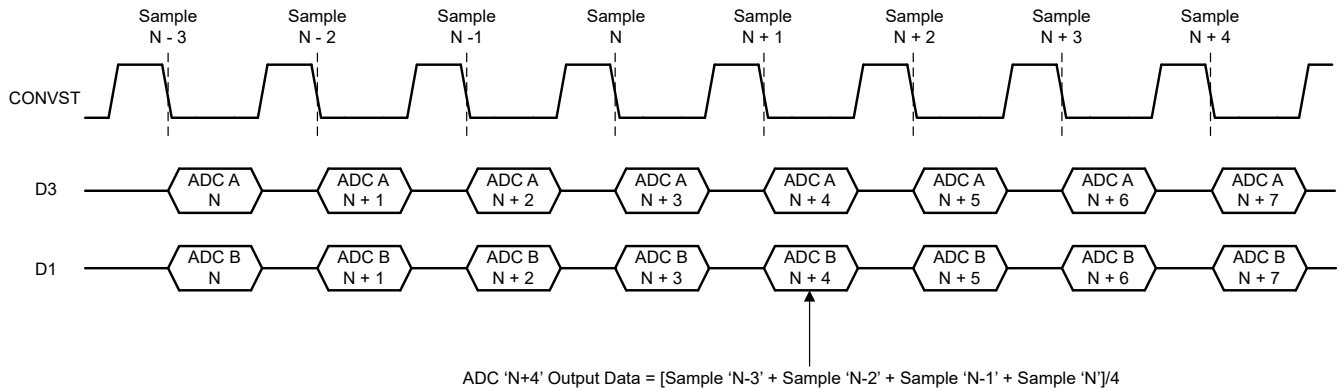 Sample Sample Sample Sample Sample Sample Sample Sample
N - 3 N - 2 N -1 N N + 1 N + 2 N + 3 N + 4
CONVST
ADC A ADC A ADC A ADC A ADC A ADC A ADC A ADC A
D3
N N + 1 N + 2 N + 3 N + 4 N + 5 N + 6 N + 7
ADC B ADC B ADC B ADC B ADC B ADC B ADC B ADC B
D1
N N + 1 N + 2 N + 3 N + 4 N + 5 N + 6 N + 7
ADC ‘N+4’ Output Data = [Sample ‘N-3’ + Sample ‘N-2’ + Sample ‘N-1’ + Sample ‘N’]/4